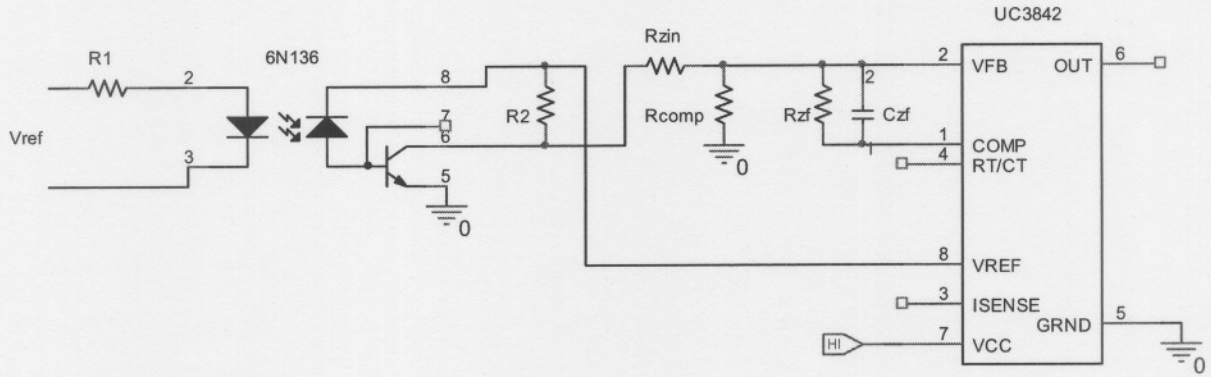 UC3842
R1
6N136
Rzin
2
8
2
VFB
OUT
6
2
7
R2
Rcomp
Rzf
Czf
Vref
6
1
COMP
3
5
4
RT/CT
0
0
8
VREF
3
ISENSE
GRND
5
HI
7
VCC
0